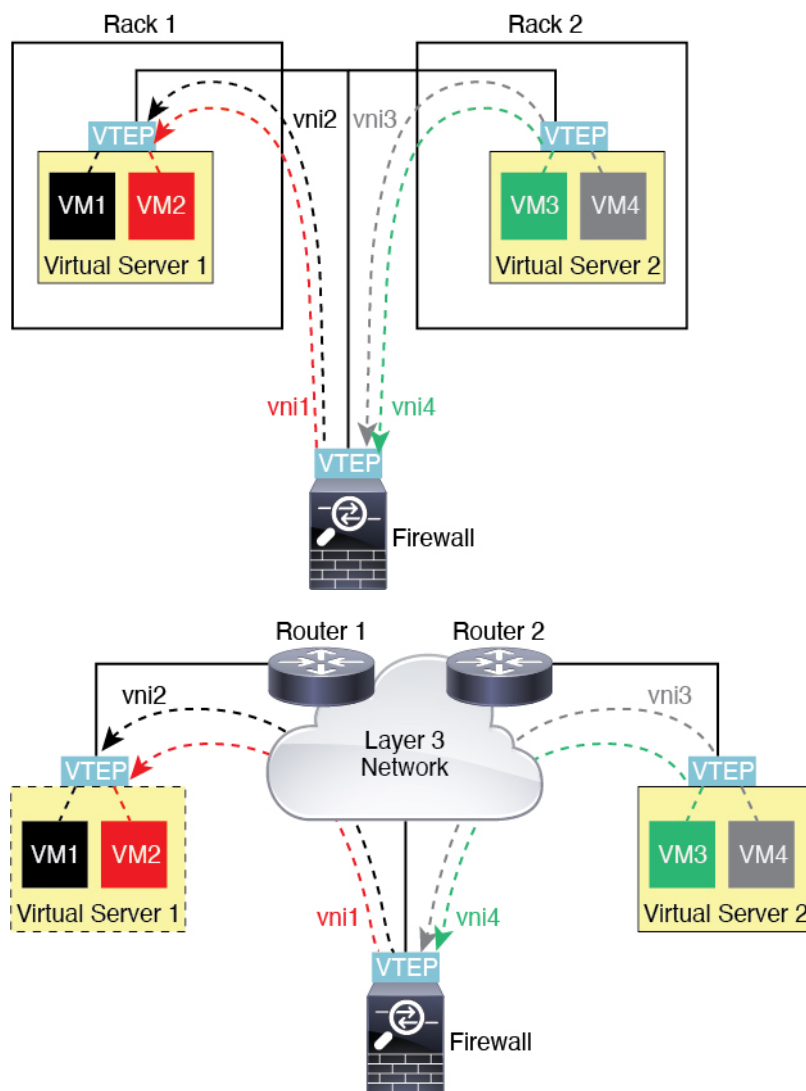 Rack 1
Rack 2
vni2
vni3
VTEP
VTEP
VM1
VM2
VM3
VM4
Virtual Server 1
Virtual Server 2
vni1
vni4
VTEP
Firewall
Router 1
Router 2
vni2
vni3
Layer 3
Network
VTEP
VTEP
VM1
VM2
VM3
VM4
Virtual Server 1
Virtual Server 2
vni1
vni4
VTEP
Firewall